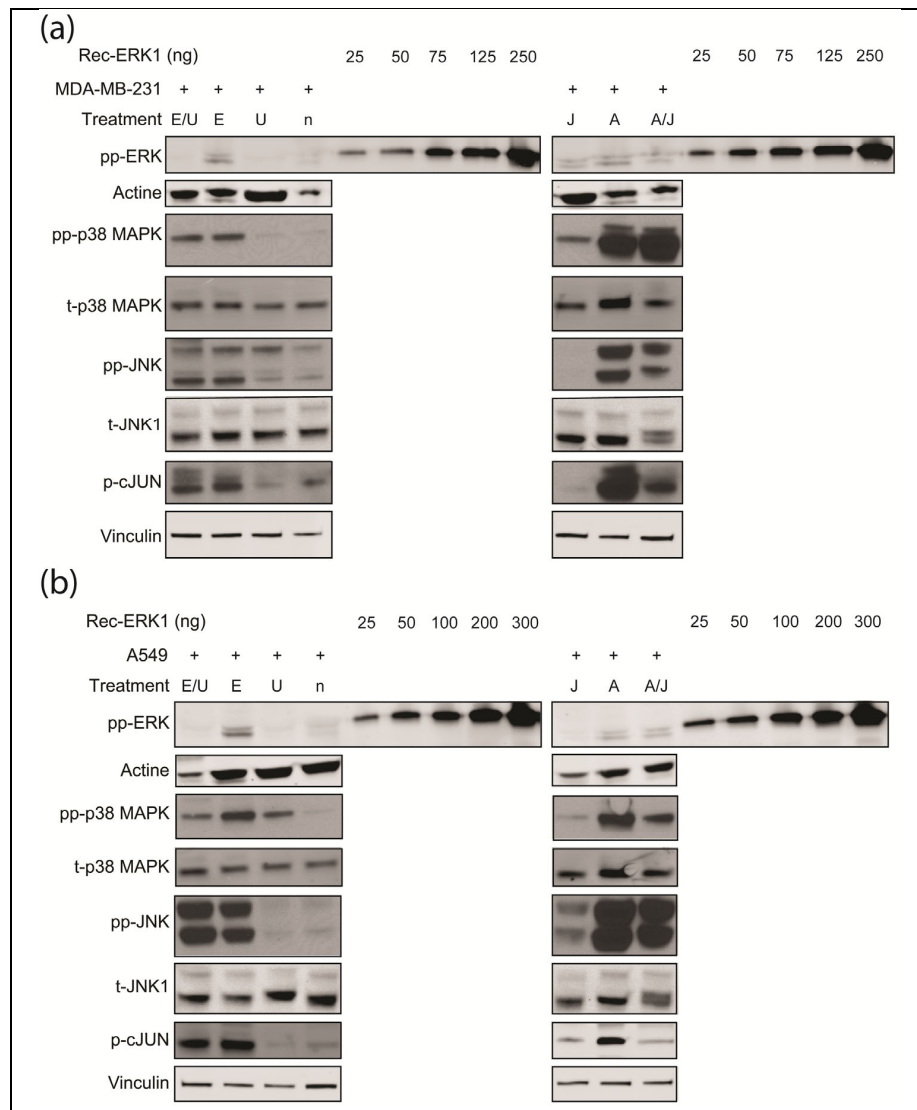 (a)
Rec-ERK1 (ng) 25 50 75 125 250 25 50 75 125 250
MDA-MB-231 + + + + + + +
Treatment E/U E U n J A A/J
pp-ERK
Actine
pp-p38 MAPK
t-p38 MAPK
pp-JNK
t-JNK1
p-cJUN
Vinculin
(b)
Rec-ERK1 (ng) 25 50 100 200 300 25 50 100 200 300
A549 + + + + + + +
Treatment E/U E U n J A A/J
pp-ERK
Actine
pp-p38 MAPK
t-p38 MAPK
pp-JNK
t-JNK1
p-cJUN
Vinculin